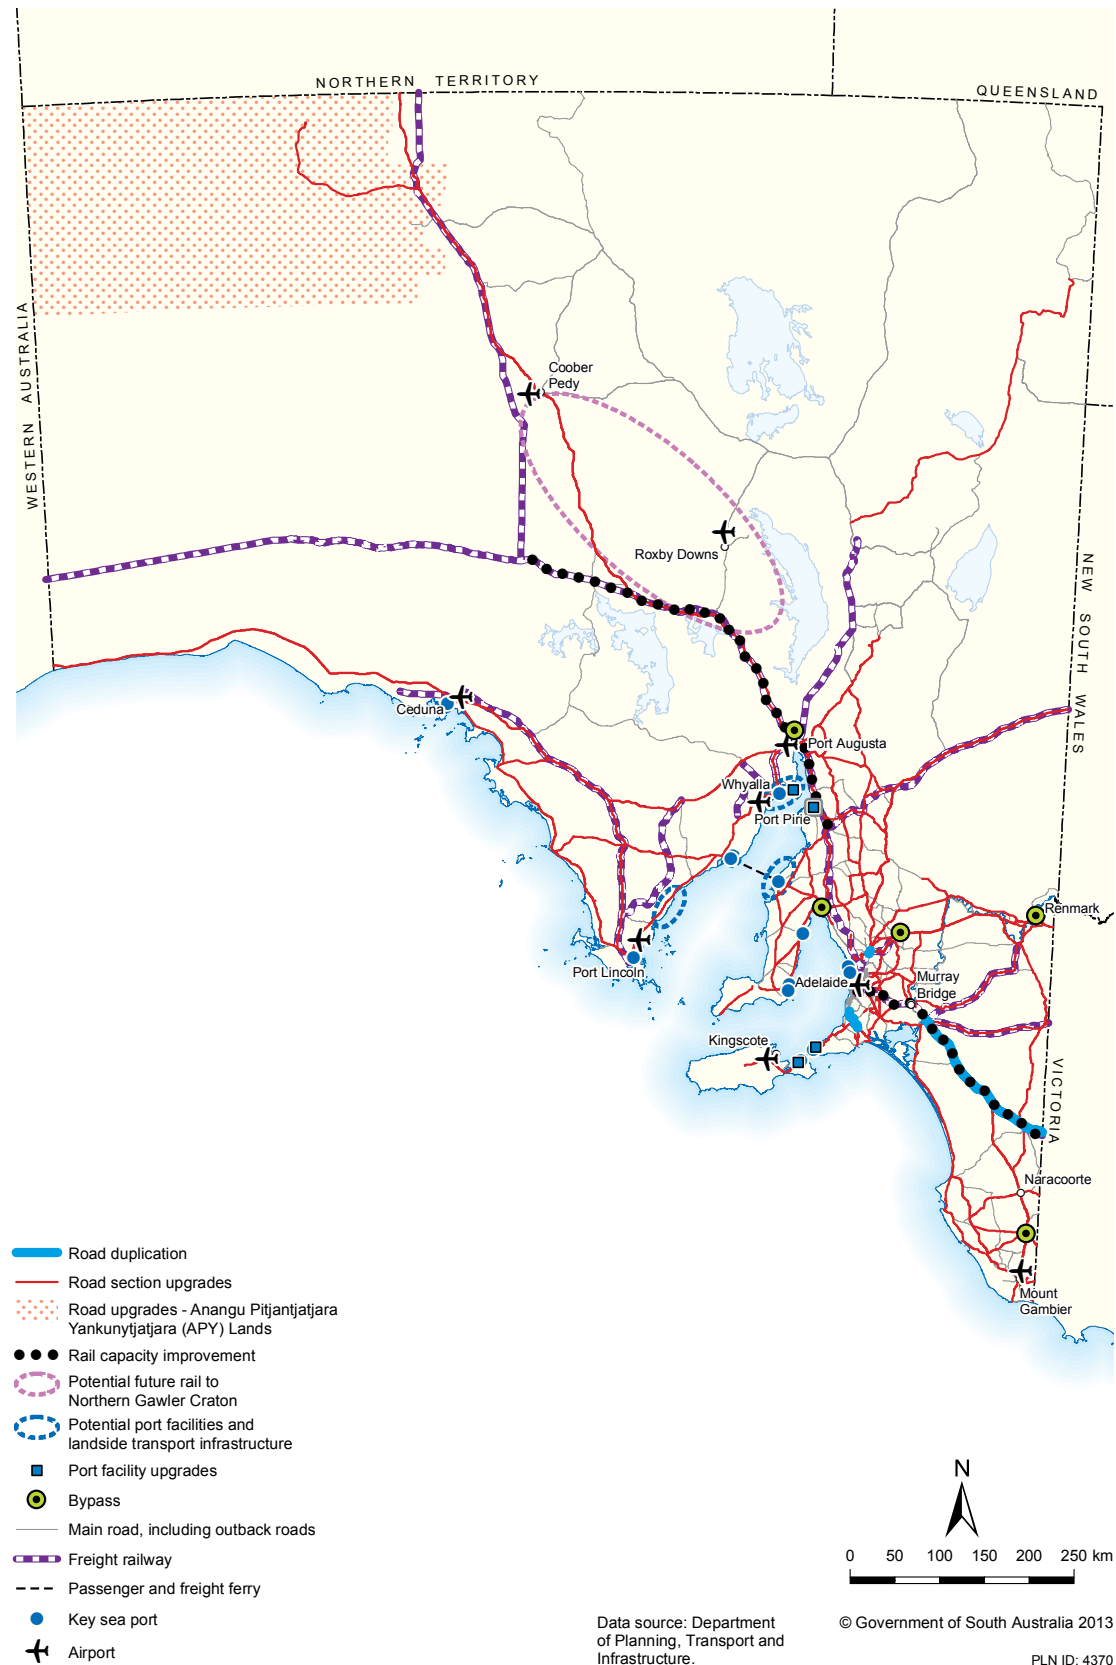 NORTHERN TERRITORY
QUEENSLAND
WESTERN AUSTRALIA
Coober
Pedy
Roxby Downs
NEW SOUTH WALES
Ceduna
Port Augusta
Whyalla
Port Pirie
Renmark
Port Lincoln
Adelaide
Murray
Bridge
Kingscote
VICTORIA
Naracoorte
Mount
Gambier
Road duplication
Road section upgrades
Road upgrades - Anangu Pitjantjatjara
Yankunytjatjara (APY) Lands
Rail capacity improvement
Potential future rail to
Northern Gawler Craton
Potential port facilities and
landside transport infrastructure
Port facility upgrades
Bypass
Main road, including outback roads
Freight railway
Passenger and freight ferry
Key sea port
Airport
N
0 50 100 150 200 250 km
Data source: Department
of Planning, Transport and
Infrastructure.
© Government of South Australia 2013
PLN ID: 4370